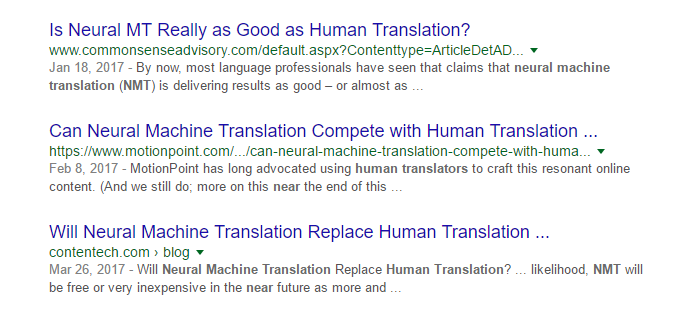 Is Neural MT Really as Good as Human Translation?
www.commonsenseadvisory.com/default.aspx?Contenttype=ArticleDetAD...
Jan 18, 2017 - By now, most language professionals have seen that claims that neural machine
translation (NMT) is delivering results as good – or almost as ...
Can Neural Machine Translation Compete with Human Translation ...
https://www.motionpoint.com/.../can-neural-machine-translation-compete-with-huma...
Feb 8, 2017 - MotionPoint has long advocated using human translators to craft this resonant online
content. (And we still do; more on this near the end of this ...
Will Neural Machine Translation Replace Human Translation ...
contentech.com › blog
Mar 26, 2017 - Will Neural Machine Translation Replace Human Translation? ... likelihood, NMT will
be free or very inexpensive in the near future as more and ...